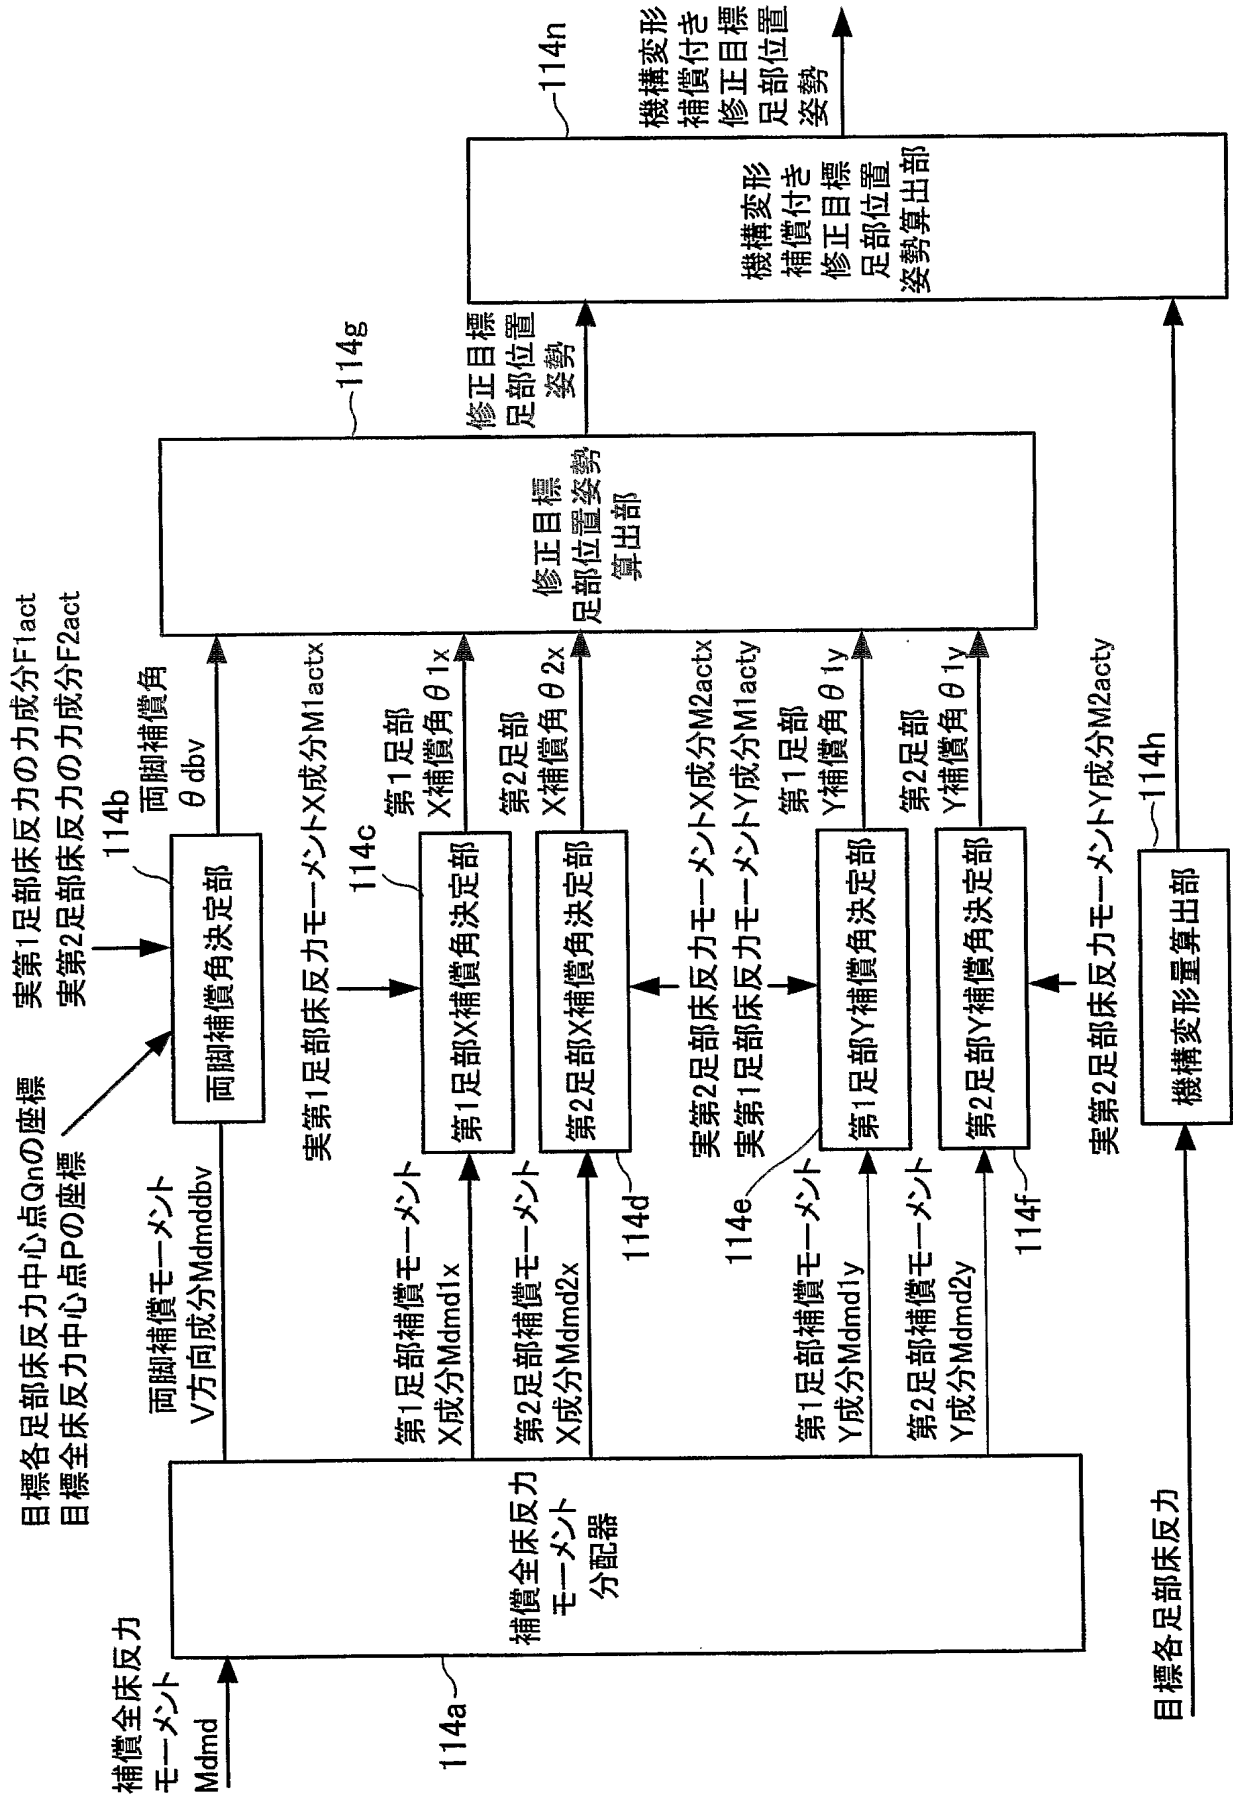 補償全床反力
モーメント
Mdmd
114a
補償全床反力
モーメント
分配器
目標各足部床反力中心点Qnの座標
目標全床反力中心点Pの座標
実第1足部床反力の力成分F1act
実第2足部床反力の力成分F2act
両脚補償モーメント
V方向成分Mdmddbv
114b
両脚補償角決定部
両脚補償角
θdbv
実第1足部床反力モーメントX成分M1actx
第1足部補償モーメント
X成分Mdmd1x
114c
第1足部X補償角決定部
第1足部
X補償角θ1x
第2足部補償モーメント
X成分Mdmd2x
114d
第2足部X補償角決定部
第2足部
X補償角θ2x
実第2足部床反力モーメントX成分M2actx
実第1足部床反力モーメントY成分M1acty
第1足部補償モーメント
Y成分Mdmd1y
114e
第1足部Y補償角決定部
第1足部
Y補償角θ1y
第2足部補償モーメント
Y成分Mdmd2y
114f
第2足部Y補償角決定部
第2足部
Y補償角θ1y
実第2足部床反力モーメントY成分M2acty
114g
修正目標
足部位置姿勢
算出部
修正目標
足部位置
姿勢
目標各足部床反力
114h
機構変形量算出部
114n
機構変形
補償付き
修正目標
足部位置
姿勢算出部
機構変形
補償付き
修正目標
足部位置
姿勢